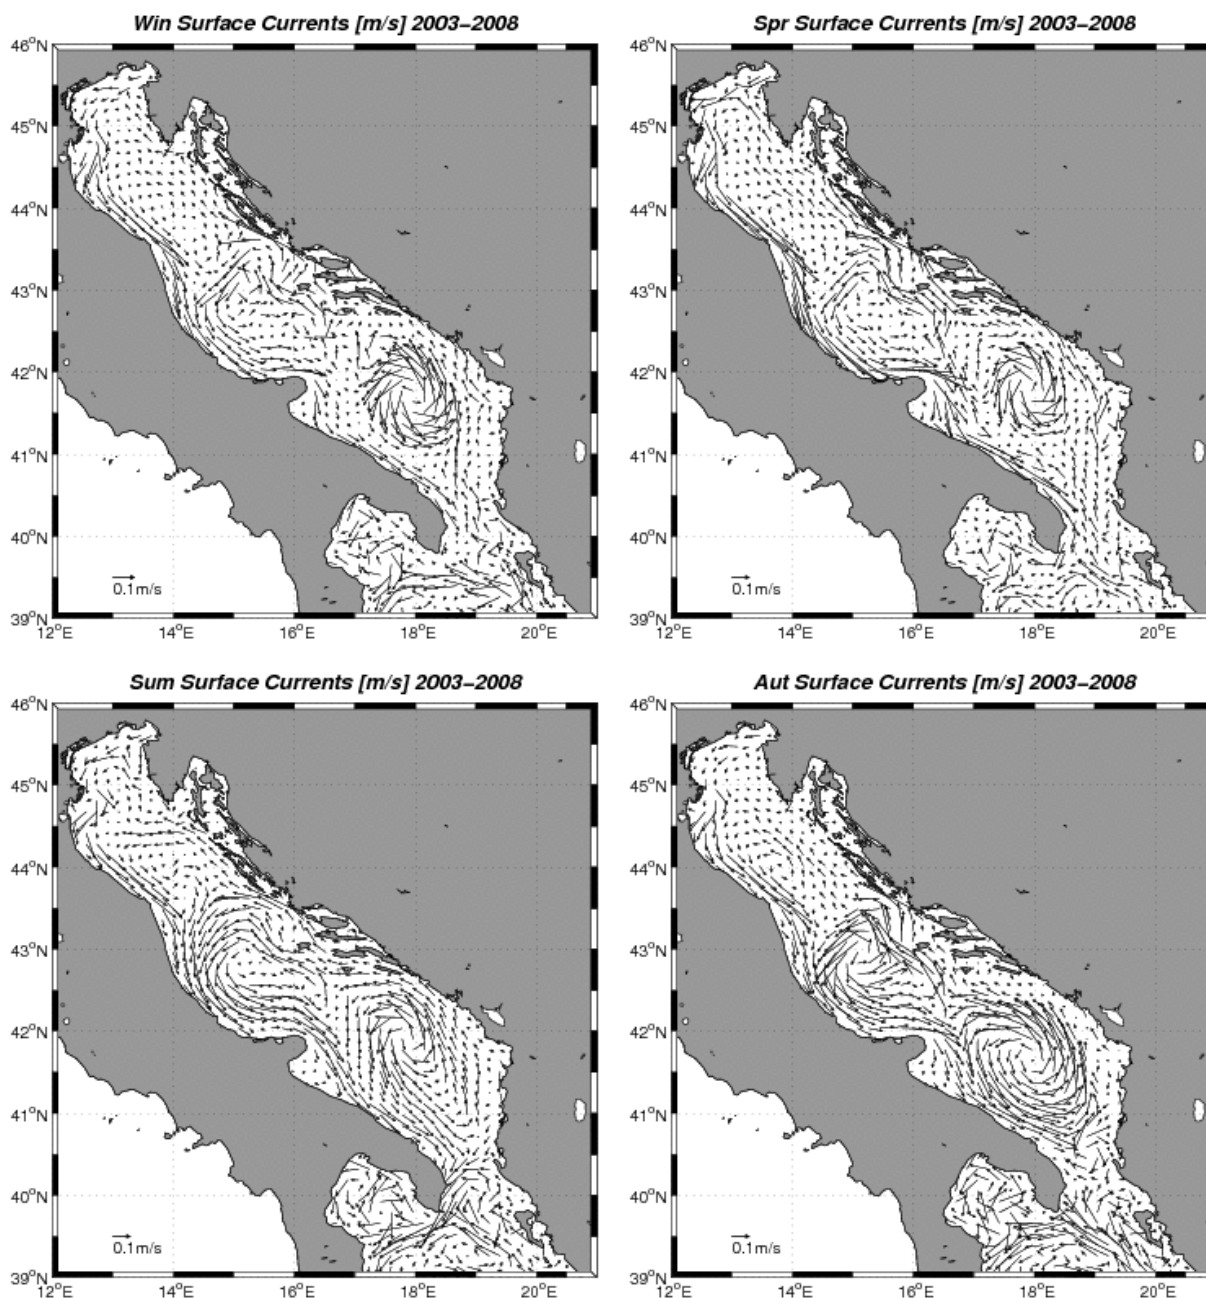 Win Surface Currents [m/s] 2003–2008
46°N
45°N
44°N
43°N
42°N
41°N
40°N
39°N
0.1m/s
12°E 14°E 16°E 18°E 20°E
Spr Surface Currents [m/s] 2003–2008
46°N
45°N
44°N
43°N
42°N
41°N
40°N
39°N
0.1m/s
12°E 14°E 16°E 18°E 20°E
Sum Surface Currents [m/s] 2003–2008
46°N
45°N
44°N
43°N
42°N
41°N
40°N
39°N
0.1m/s
12°E 14°E 16°E 18°E 20°E
Aut Surface Currents [m/s] 2003–2008
46°N
45°N
44°N
43°N
42°N
41°N
40°N
39°N
0.1m/s
12°E 14°E 16°E 18°E 20°E